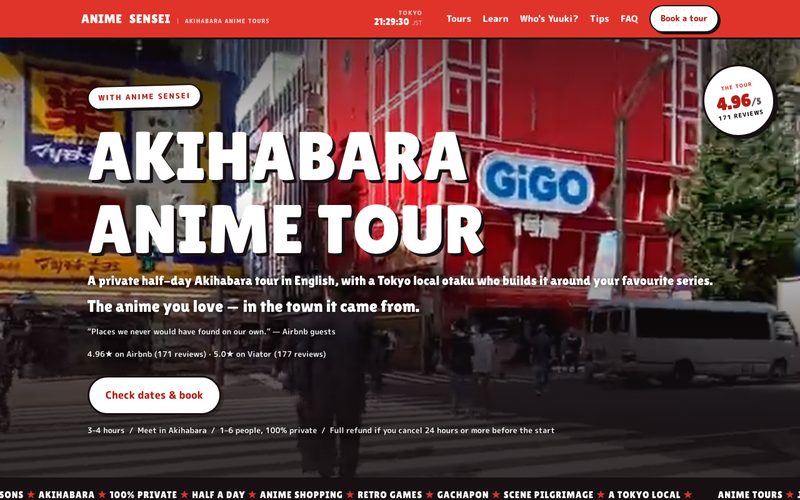 ANIME SENSEI | AKIHABARA ANIME TOURS
TOKYO
21:29:30 JST
Tours Learn Who's Yuuki? Tips FAQ Book a tour
WITH ANIME SENSEI
THE TOUR
4.96/5
171 REVIEWS
AKIHABARA
ANIME TOUR
GiGO
1号館
A private half-day Akihabara tour in English, with a Tokyo local otaku who builds it around your favourite series.
The anime you love — in the town it came from.
“Places we never would have found on our own.” — Airbnb guests
4.96★ on Airbnb (171 reviews) · 5.0★ on Viator (177 reviews)
Check dates & book
3-4 hours / Meet in Akihabara / 1-6 people, 100% private / Full refund if you cancel 24 hours or more before the start
SONS ★ AKIHABARA ★ 100% PRIVATE ★ HALF A DAY ★ ANIME SHOPPING ★ RETRO GAMES ★ GACHAPON ★ SCENE PILGRIMAGE ★ A TOKYO LOCAL ★ ANIME TOURS ★